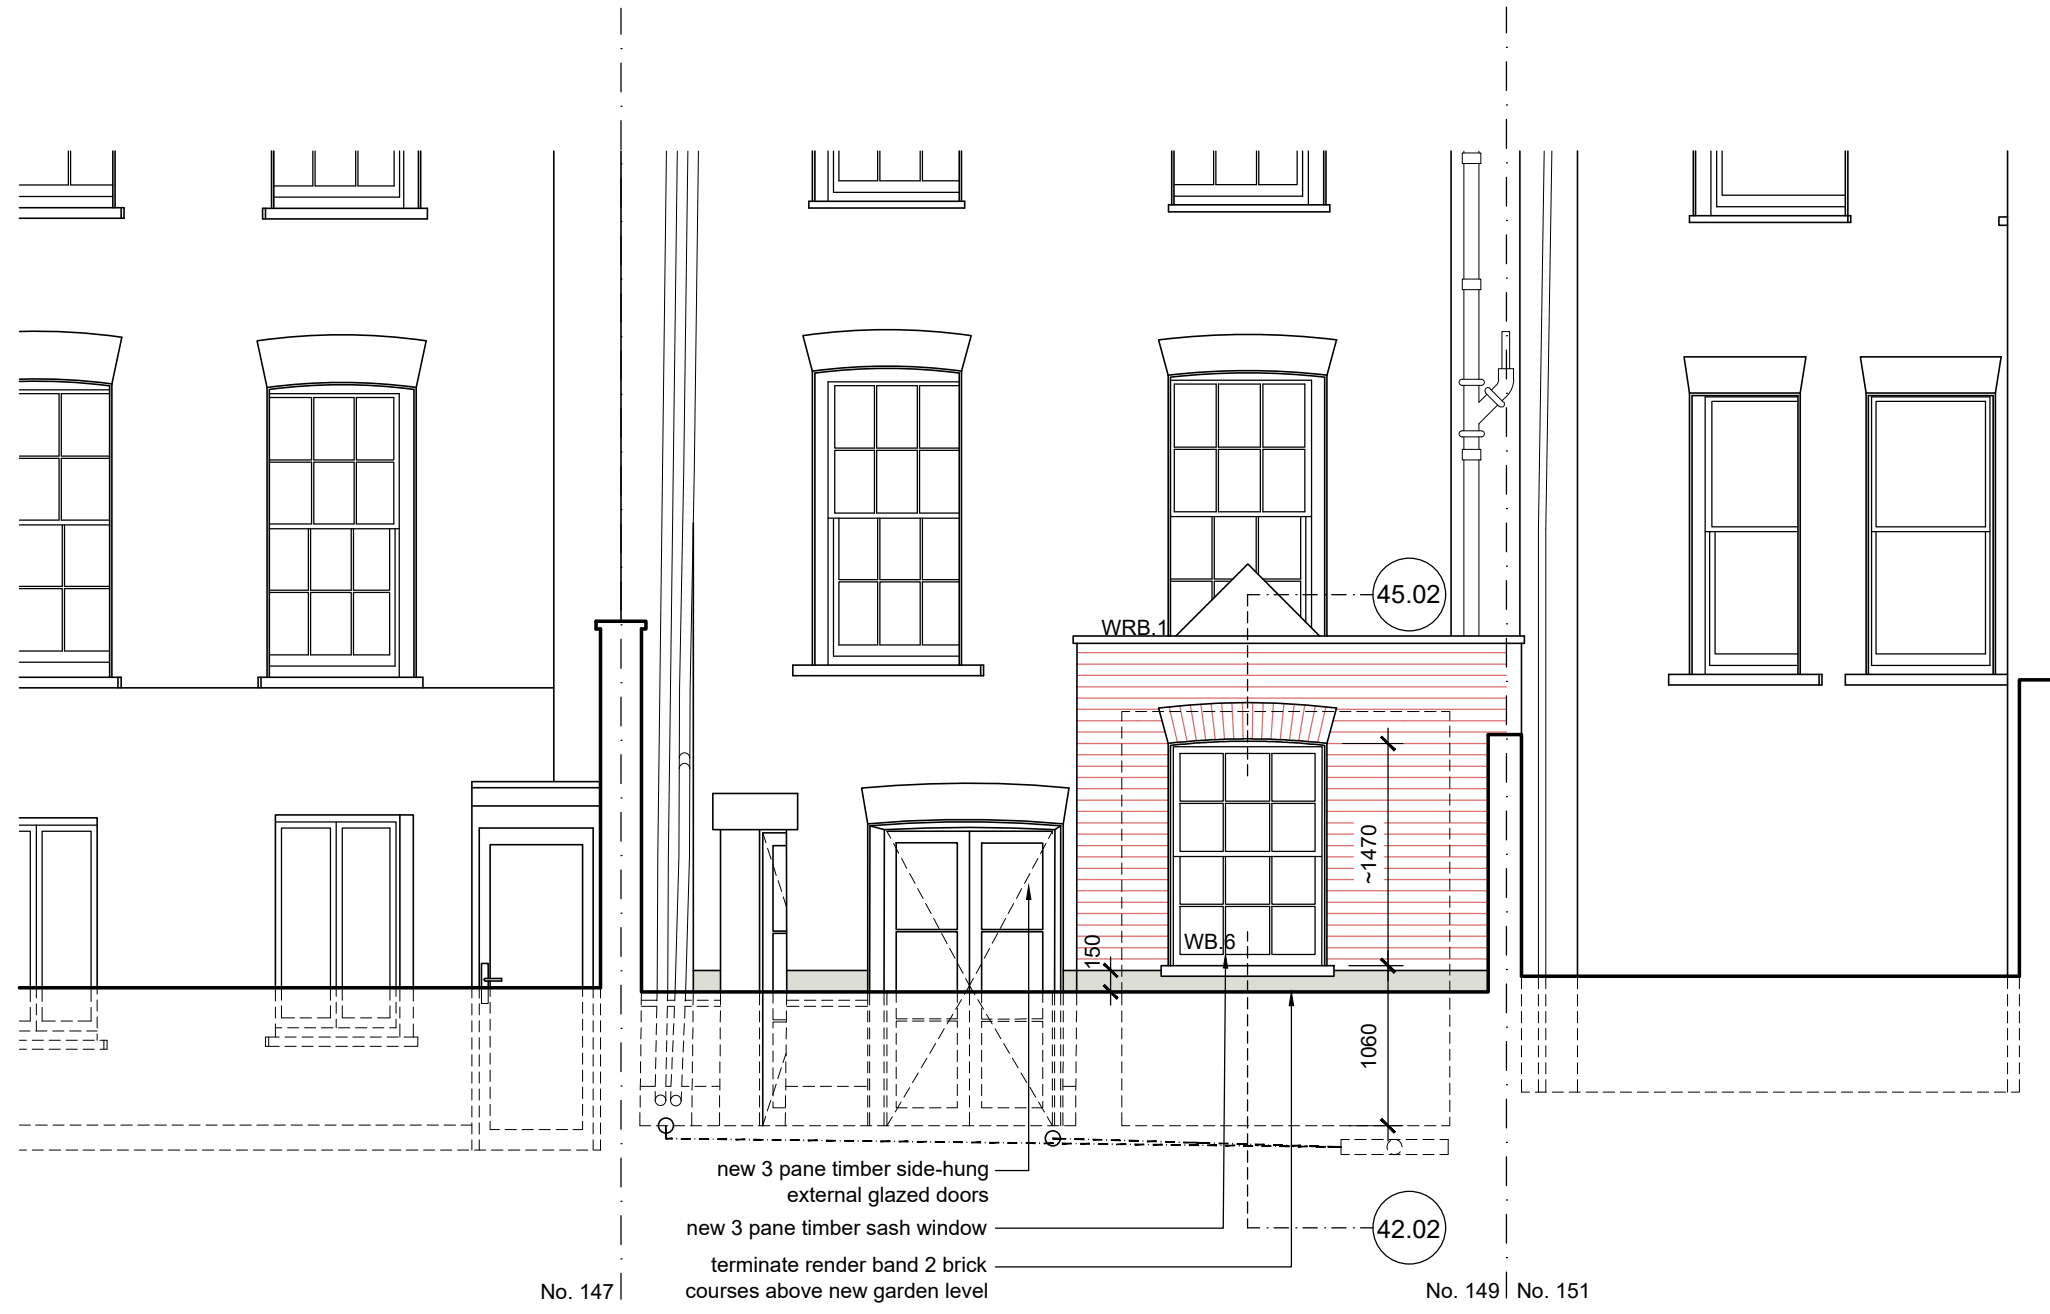 45.02
WRB.1
~1470
WB.6
150
1060
new 3 pane timber side-hung
external glazed doors
new 3 pane timber sash window
42.02
terminate render band 2 brick
courses above new garden level
No. 147
No. 149
No. 151